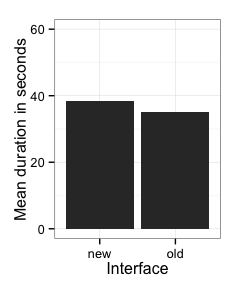 Mean duration in seconds
60
40
20
0
new
old
Interface